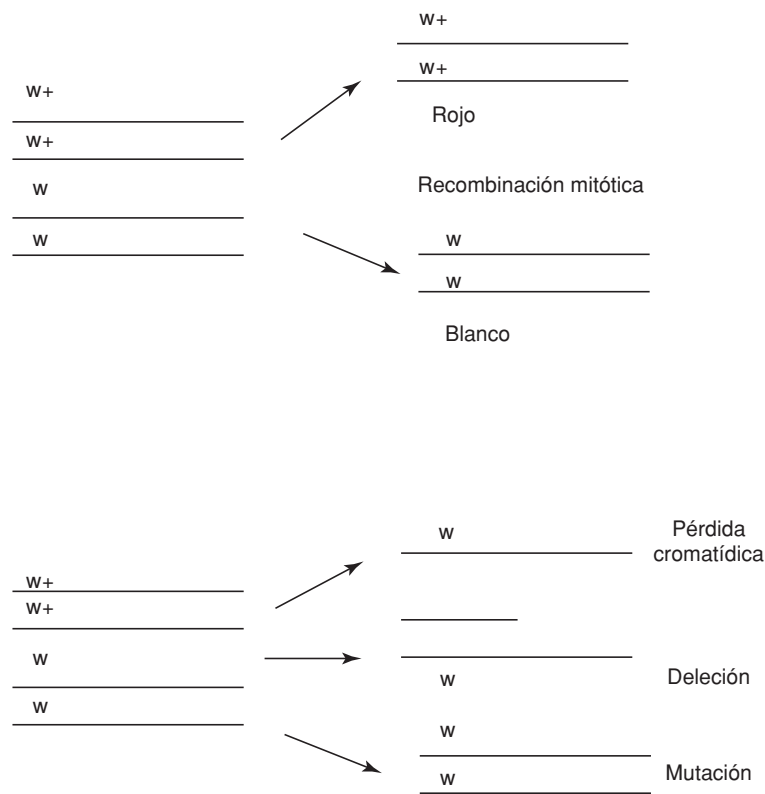 w+
w+
w
w
w+
w+
Rojo
Recombinación mitótica
w
w
Blanco
w+
w+
w
w
w
Pérdida
cromatídica
w
Deleción
w
w
Mutación